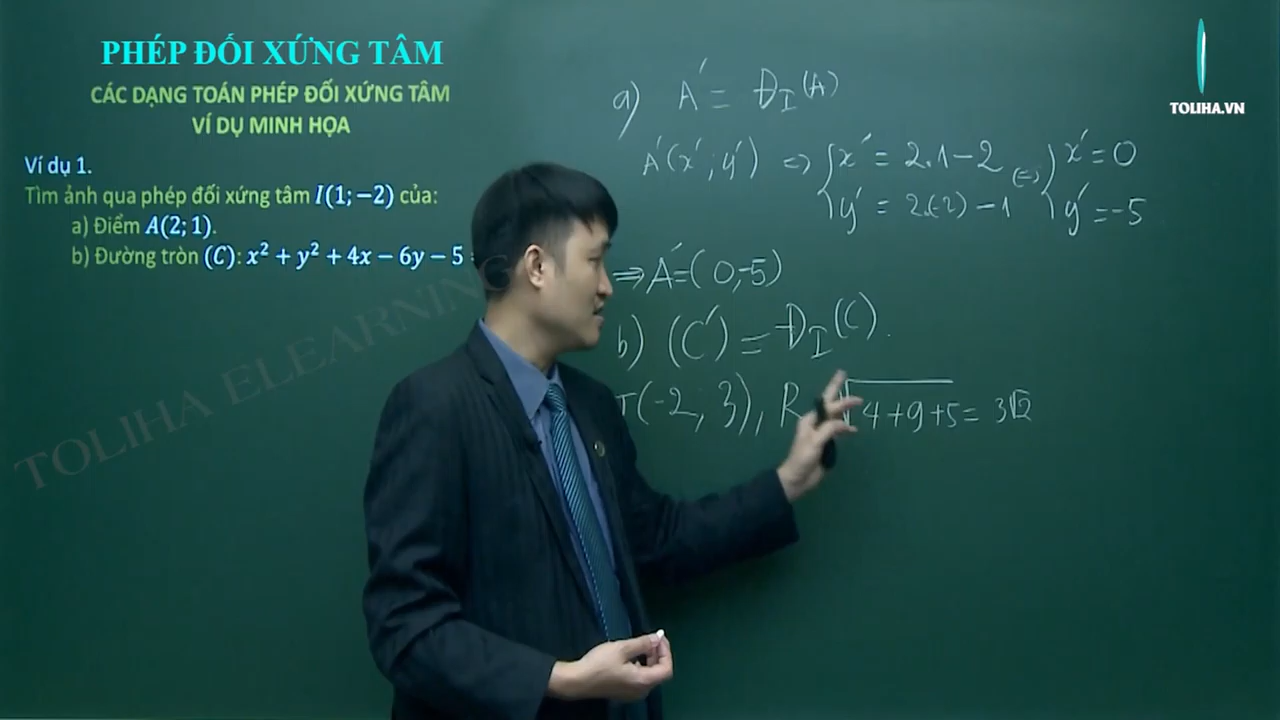 PHÉP ĐỐI XỨNG TÂM
CÁC DẠNG TOÁN PHÉP ĐỐI XỨNG TÂM
VÍ DỤ MINH HỌA
Ví dụ 1.
Tìm ảnh qua phép đối xứng tâm I(1; −2) của:
a) Điểm A(2; 1).
b) Đường tròn (C): x² + y² + 4x − 6y − 5
TOLIHA ELEARNING
TOLIHA.VN
a) A' = Đ_I(A)
A'(x'; y') => { x' = 2.1 − 2 (=>) { x' = 0
y' = 2.(-2) − 1 y' = −5
=> A' = (0, −5)
b) (C') = Đ_I(C).
(−2; 3), R √4+9+5 = 3√2